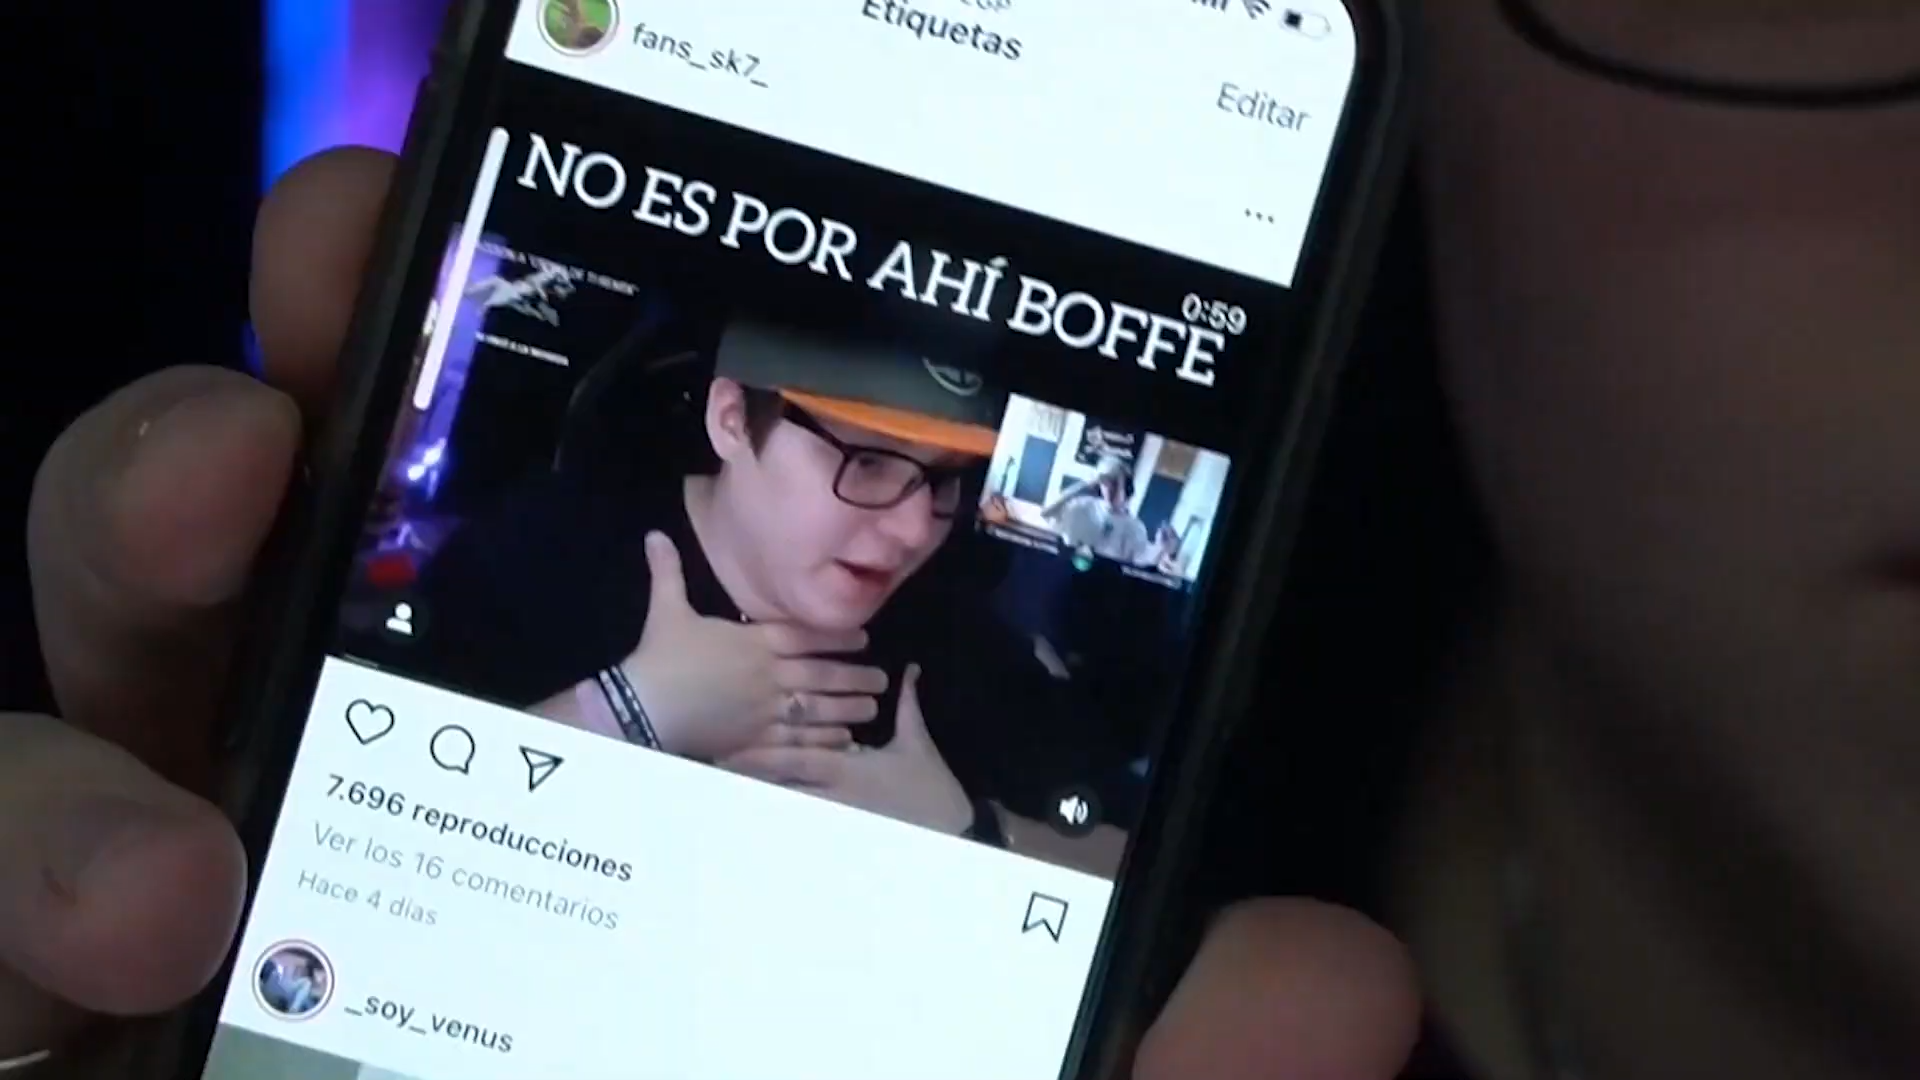 Etiquetas
fans_sk7_
Editar
NO ES POR AHÍ BOFFE
0:59
7.696 reproducciones
Ver los 16 comentarios
Hace 4 días
_soy_venus